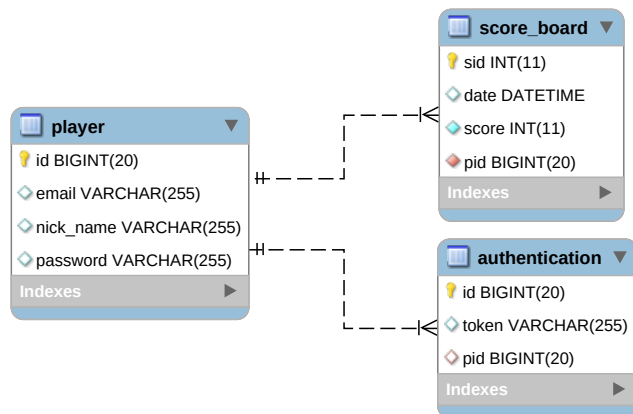 player
id BIGINT(20)
email VARCHAR(255)
nick_name VARCHAR(255)
password VARCHAR(255)
Indexes
score_board
sid INT(11)
date DATETIME
score INT(11)
pid BIGINT(20)
Indexes
authentication
id BIGINT(20)
token VARCHAR(255)
pid BIGINT(20)
Indexes